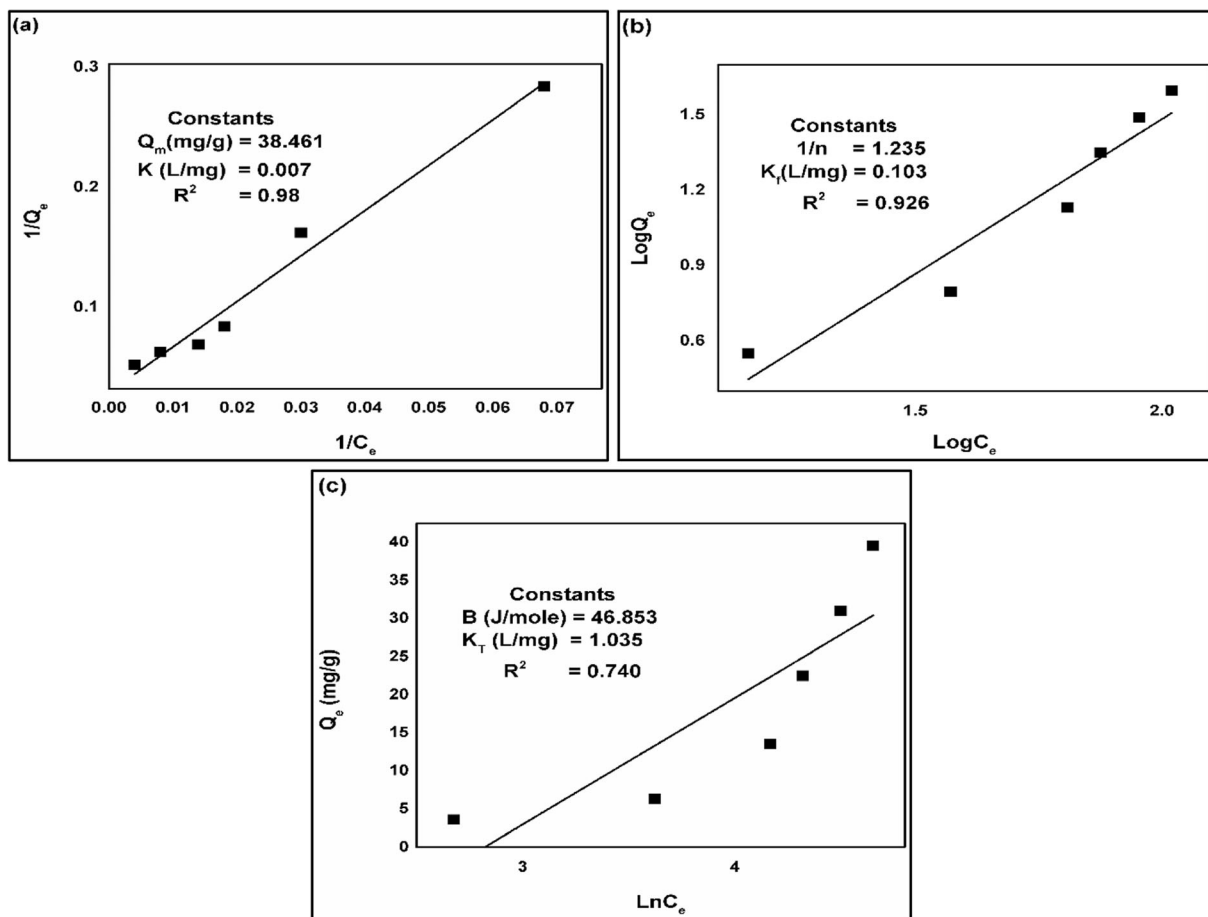 (a)
0.3
0.2
0.1
1/Qₑ
Constants
Qₘ(mg/g) = 38.461
K (L/mg) = 0.007
R² = 0.98
0.00 0.01 0.02 0.03 0.04 0.05 0.06 0.07
1/Cₑ
(b)
1.5
1.2
0.9
0.6
LogQₑ
Constants
1/n = 1.235
K_f(L/mg) = 0.103
R² = 0.926
1.5 2.0
LogCₑ
(c)
40
35
30
25
20
15
10
5
0
Qₑ (mg/g)
Constants
B (J/mole) = 46.853
K_T (L/mg) = 1.035
R² = 0.740
3 4
LnCₑ